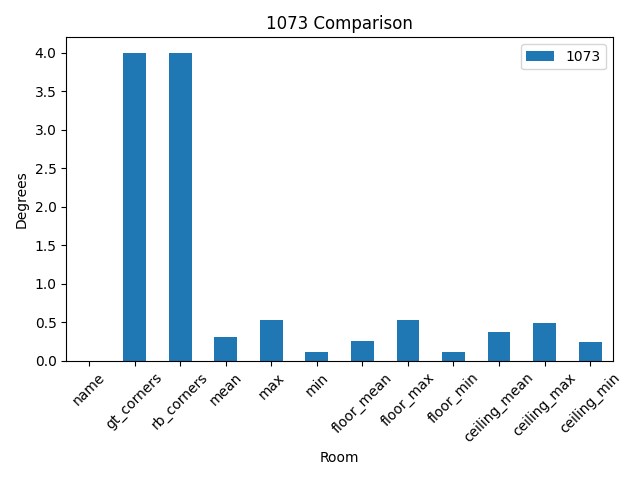 1073 Comparison
1073
Degrees
4.0
3.5
3.0
2.5
2.0
1.5
1.0
0.5
0.0
name
gt_corners
rb_corners
mean
max
min
floor_mean
floor_max
floor_min
ceiling_mean
ceiling_max
ceiling_min
Room